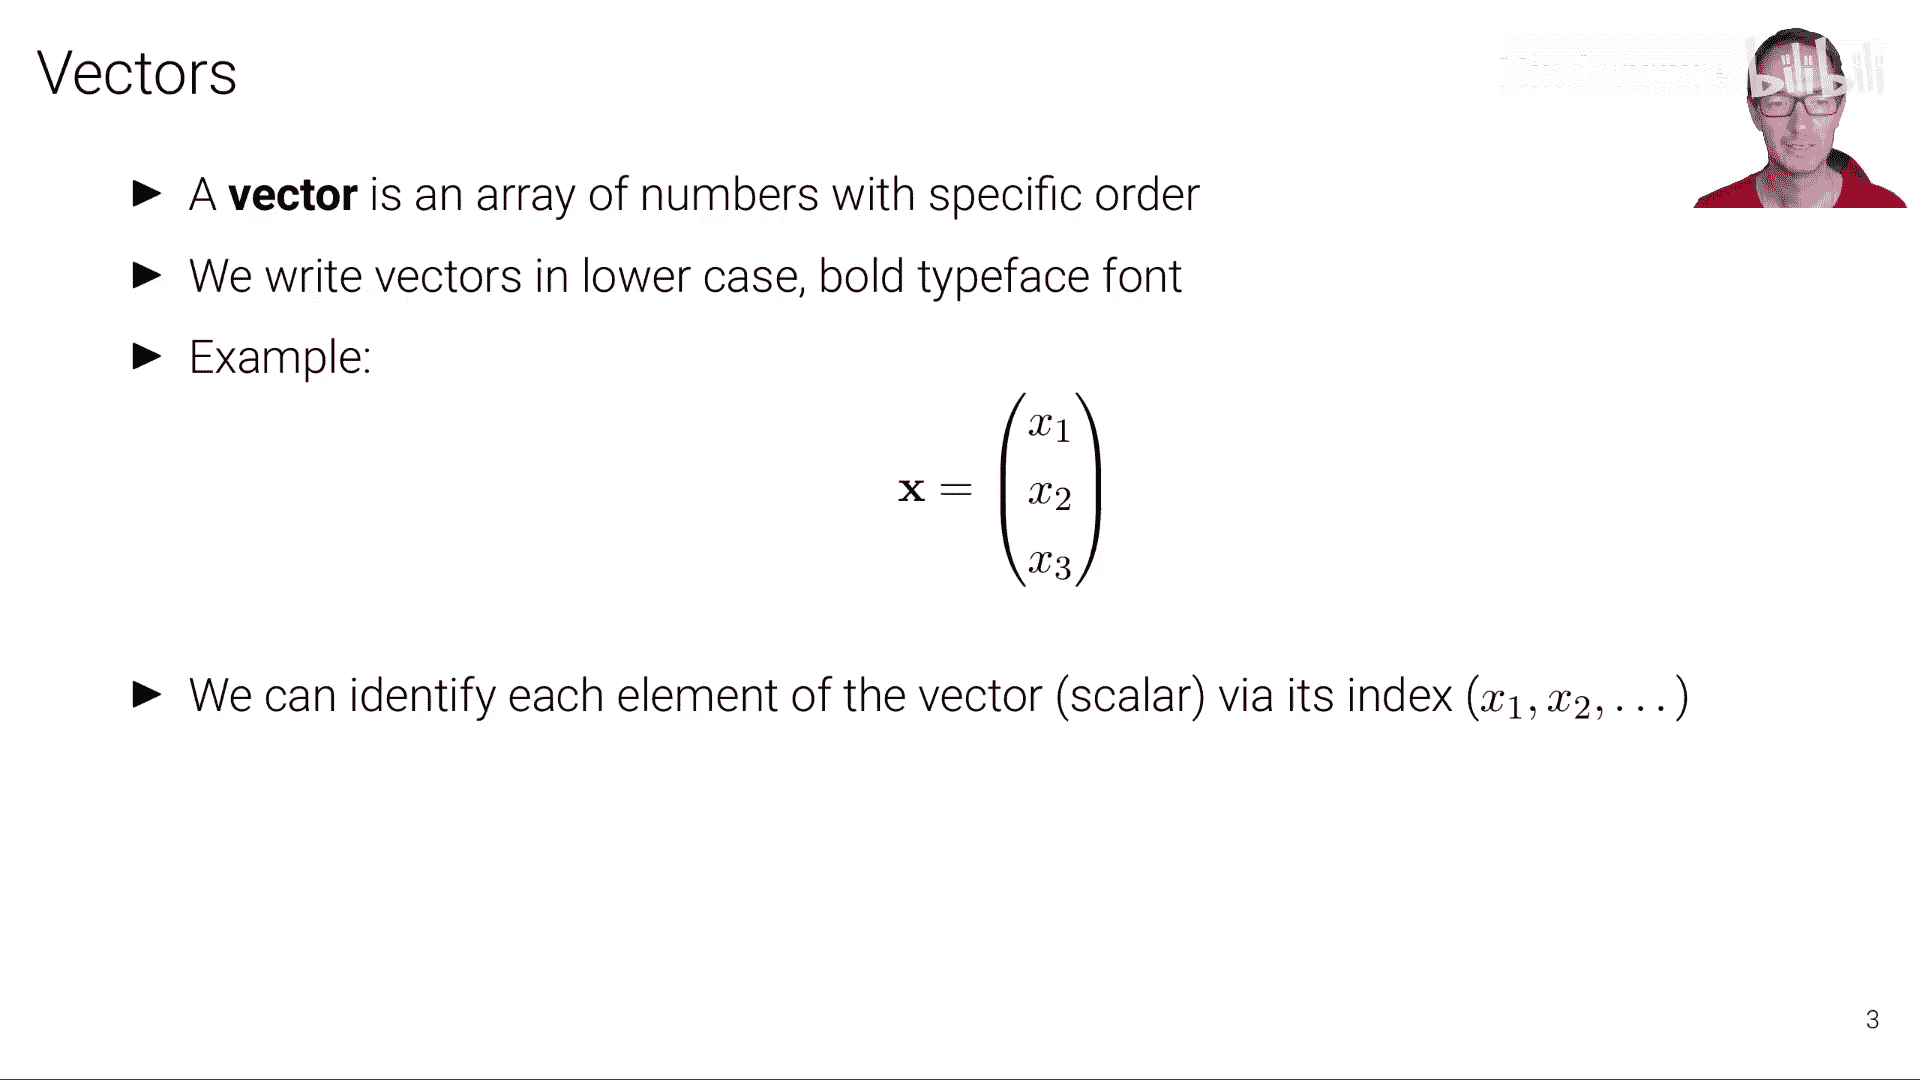 Vectors
bilibili
▶ A vector is an array of numbers with specific order
▶ We write vectors in lower case, bold typeface font
▶ Example:
x = (x₁
x₂
x₃)
▶ We can identify each element of the vector (scalar) via its index (x₁, x₂, . . . )
3